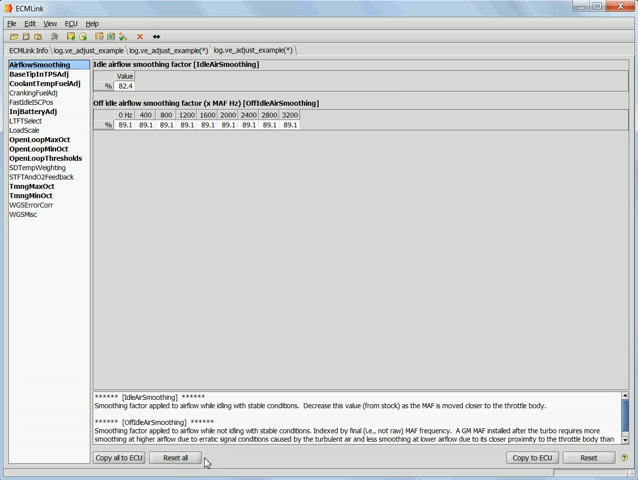 ECMLink
File Edit View ECU Help
ECMLink Info log.ve_adjust_example log.ve_adjust_example(*) log.ve_adjust_example(*)
AirflowSmoothing
BaseTipInTPSAdj
CoolantTempFuelAdj
CrankingFuelAdj
FastIdleISCPos
InjBatteryAdj
LTFTSelect
LoadScale
OpenLoopMaxOct
OpenLoopMinOct
OpenLoopThresholds
SDTempWeighting
STFTAndO2Feedback
TmngMaxOct
TmngMinOct
WGSErrorCorr
WGSMisc
Idle airflow smoothing factor [IdleAirSmoothing]
Value
% 82.4
Off idle airflow smoothing factor (x MAF Hz) [OffIdleAirSmoothing]
0 Hz 400 800 1200 1600 2000 2400 2800 3200
% 89.1 89.1 89.1 89.1 89.1 89.1 89.1 89.1 89.1
****** [IdleAirSmoothing] ******
Smoothing factor applied to airflow while idling with stable conditions. Decrease this value (from stock) as the MAF is moved closer to the throttle body.
****** [OffIdleAirSmoothing] ******
Smoothing factor applied to airflow while not idling with stable conditions. Indexed by final (i.e., not raw) MAF frequency. A GM MAF installed after the turbo requires more
smoothing at higher airflow due to erratic signal conditions caused by the turbulent air and less smoothing at lower airflow due to its closer proximity to the throttle body than
Copy all to ECU Reset all Copy to ECU Reset